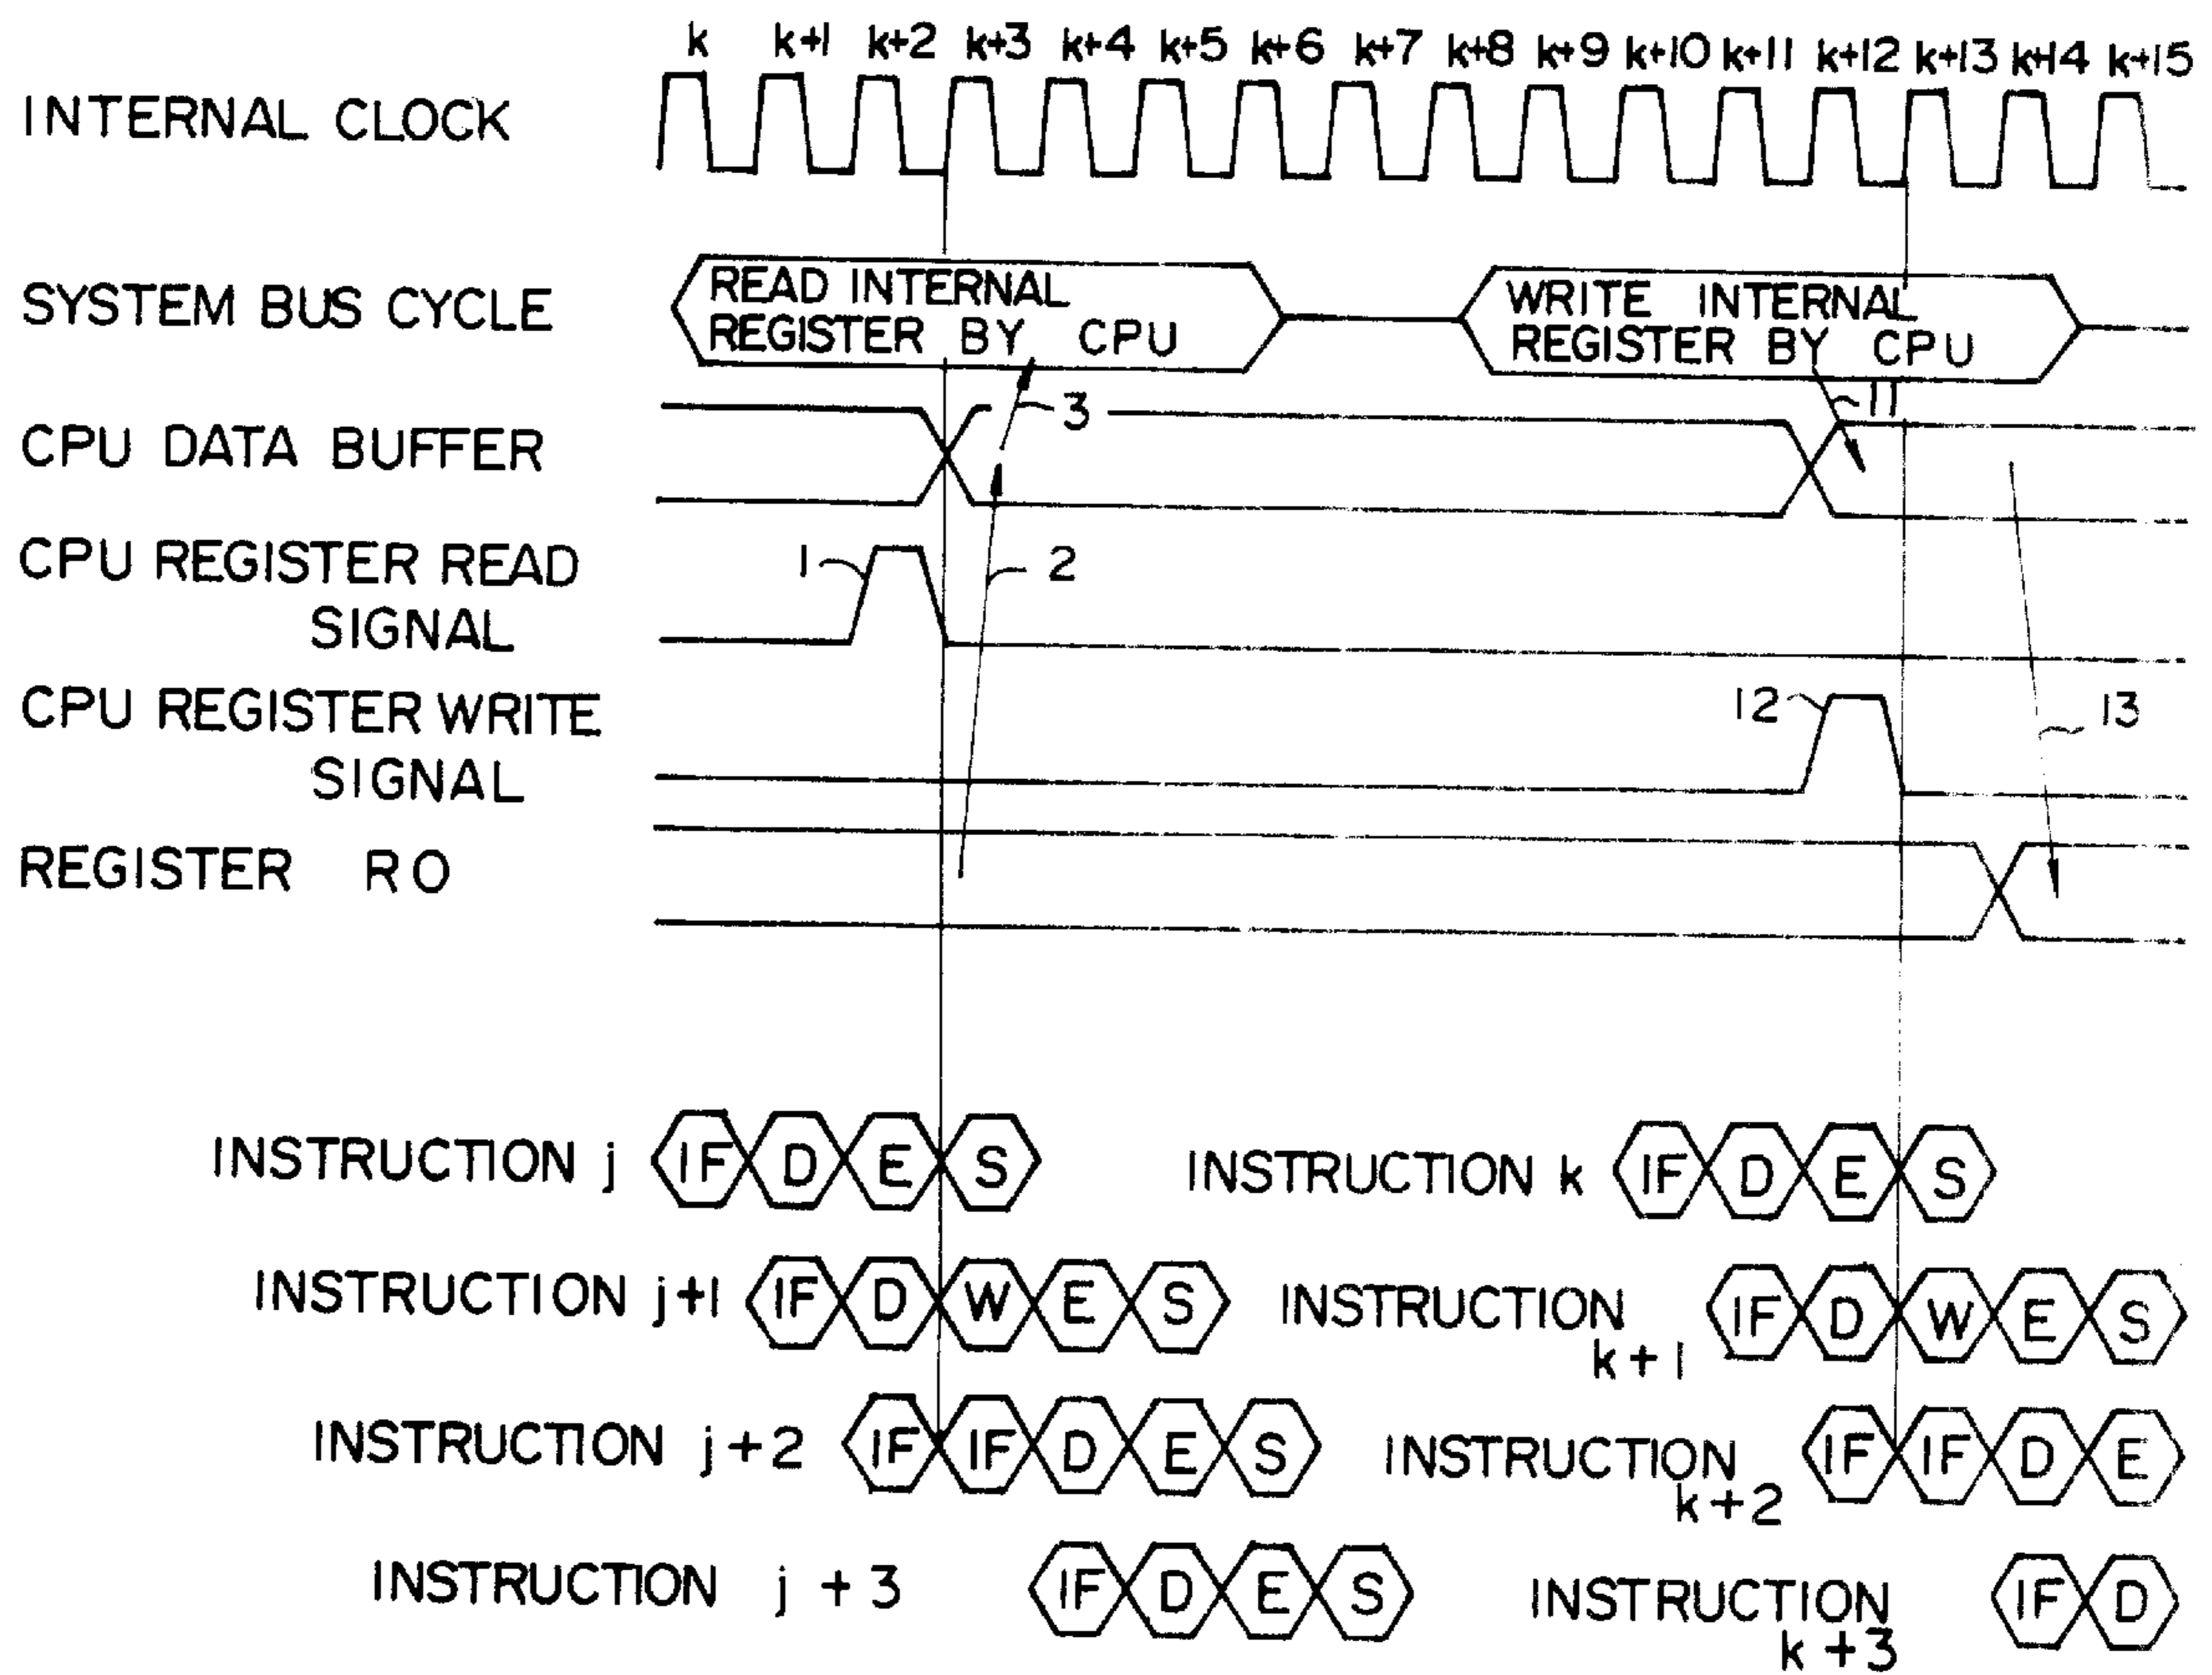 k k+1 k+2 k+3 k+4 k+5 k+6 k+7 k+8 k+9 k+10 k+11 k+12 k+13 k+14 k+15
INTERNAL CLOCK
SYSTEM BUS CYCLE
READ INTERNAL
REGISTER BY CPU
WRITE INTERNAL
REGISTER BY CPU
3
11
CPU DATA BUFFER
CPU REGISTER READ
SIGNAL
1
2
CPU REGISTER WRITE
SIGNAL
12
13
REGISTER R0
INSTRUCTION j IF D E S
INSTRUCTION k IF D E S
INSTRUCTION j+1 IF D W E S
INSTRUCTION
k+1
IF D W E S
INSTRUCTION j+2 IF IF D E S
INSTRUCTION
k+2
IF IF D E
INSTRUCTION j+3 IF D E S
INSTRUCTION
k+3
IF D